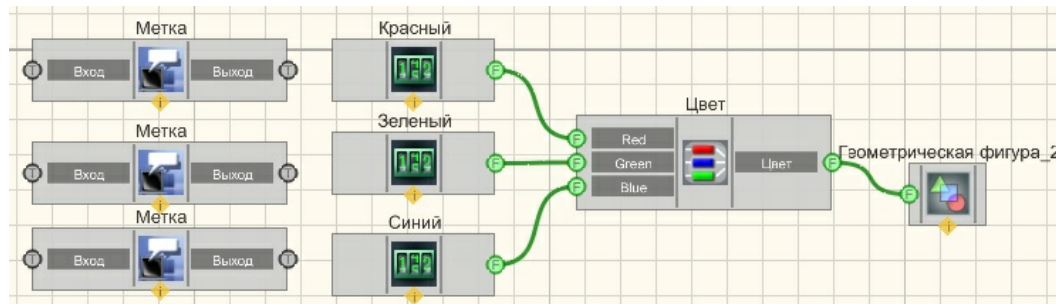 Метка
Красный
T Вход Выход T
F
Зеленый
Цвет
Метка
F Red
Геометрическая фигура_2
T Вход Выход T
F
F Green
Цвет F
F Blue
F
Метка
Синий
T Вход Выход T
F